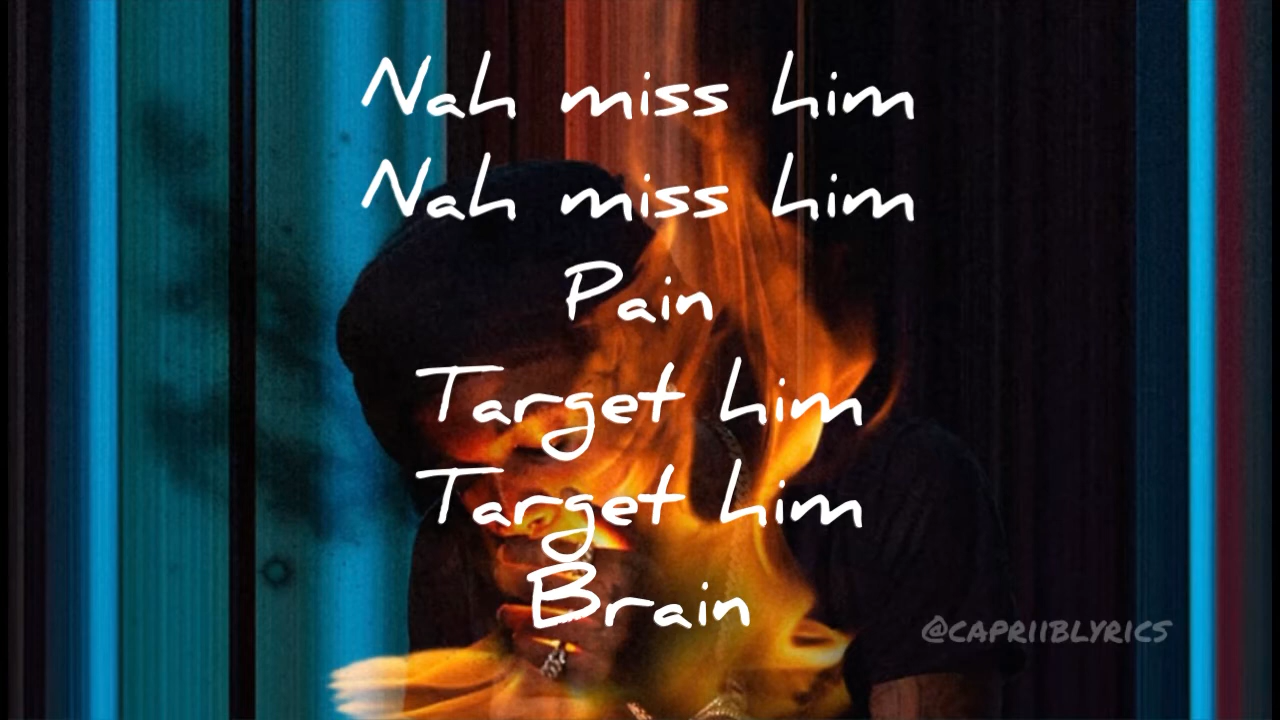 Nah miss him
Nah miss him
Pain
Target him
Target him
Brain
@CAPRIIBLYRICS